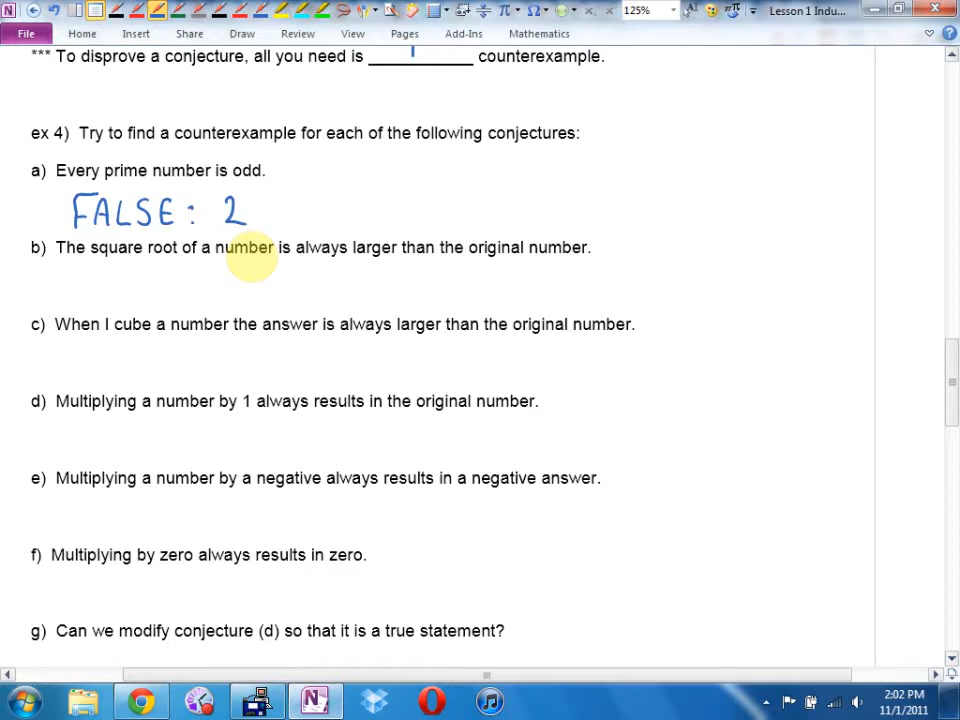 125%
Lesson 1 Indu...
File Home Insert Share Draw Review View Pages Add-Ins Mathematics
*** To disprove a conjecture, all you need is __________ counterexample.
ex 4) Try to find a counterexample for each of the following conjectures:
a) Every prime number is odd.
FALSE: 2
b) The square root of a number is always larger than the original number.
c) When I cube a number the answer is always larger than the original number.
d) Multiplying a number by 1 always results in the original number.
e) Multiplying a number by a negative always results in a negative answer.
f) Multiplying by zero always results in zero.
g) Can we modify conjecture (d) so that it is a true statement?
2:02 PM
11/1/2011